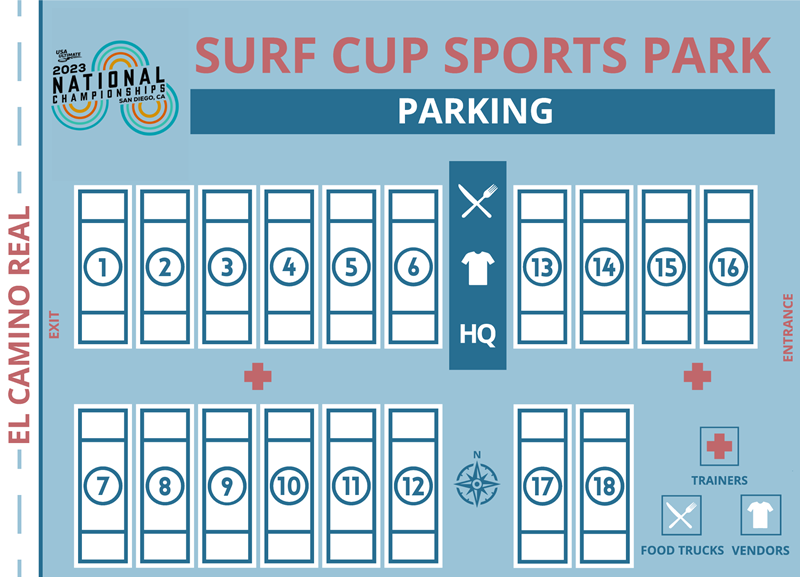 USA
ULTIMATE
2023
NATIONAL
CHAMPIONSHIPS
SAN DIEGO, CA
SURF CUP SPORTS PARK
PARKING
EL CAMINO REAL
EXIT
1 2 3 4 5 6
HQ
13 14 15 16
ENTRANCE
7 8 9 10 11 12
N
17 18
TRAINERS
FOOD TRUCKS VENDORS